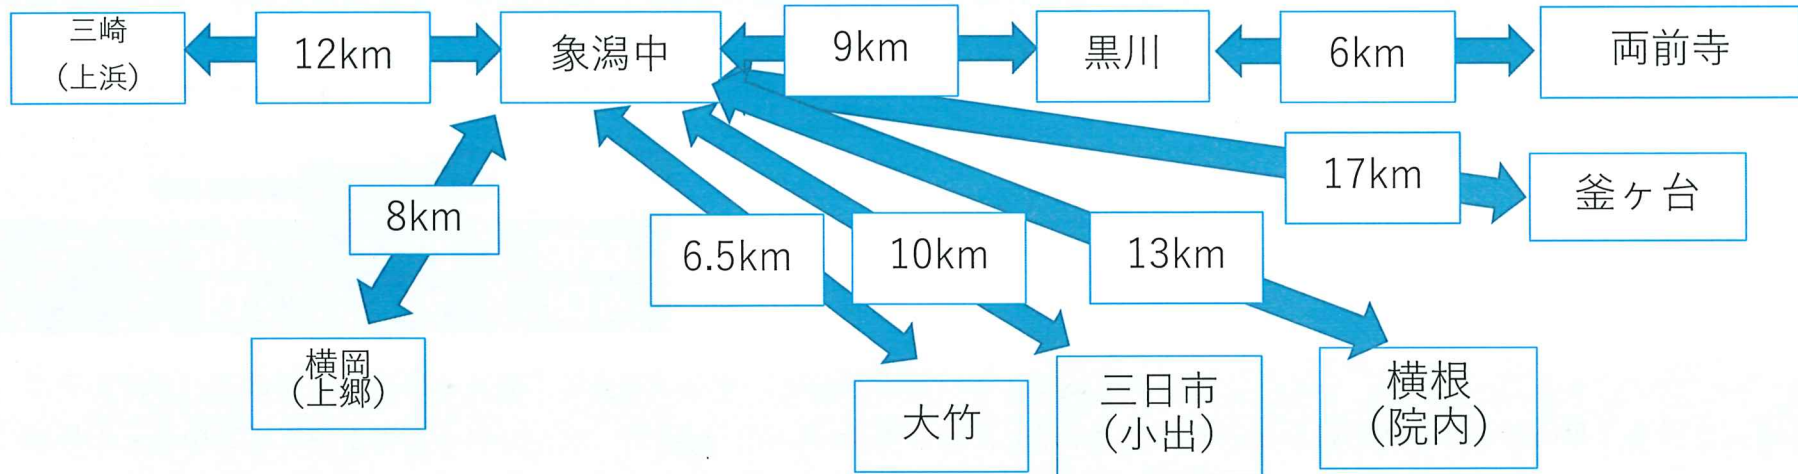 三崎
(上浜)
12km
象潟中
9km
黒川
6km
両前寺
17km
釜ヶ台
8km
6.5km
10km
13km
横岡
(上郷)
大竹
三日市
(小出)
横根
(院内)